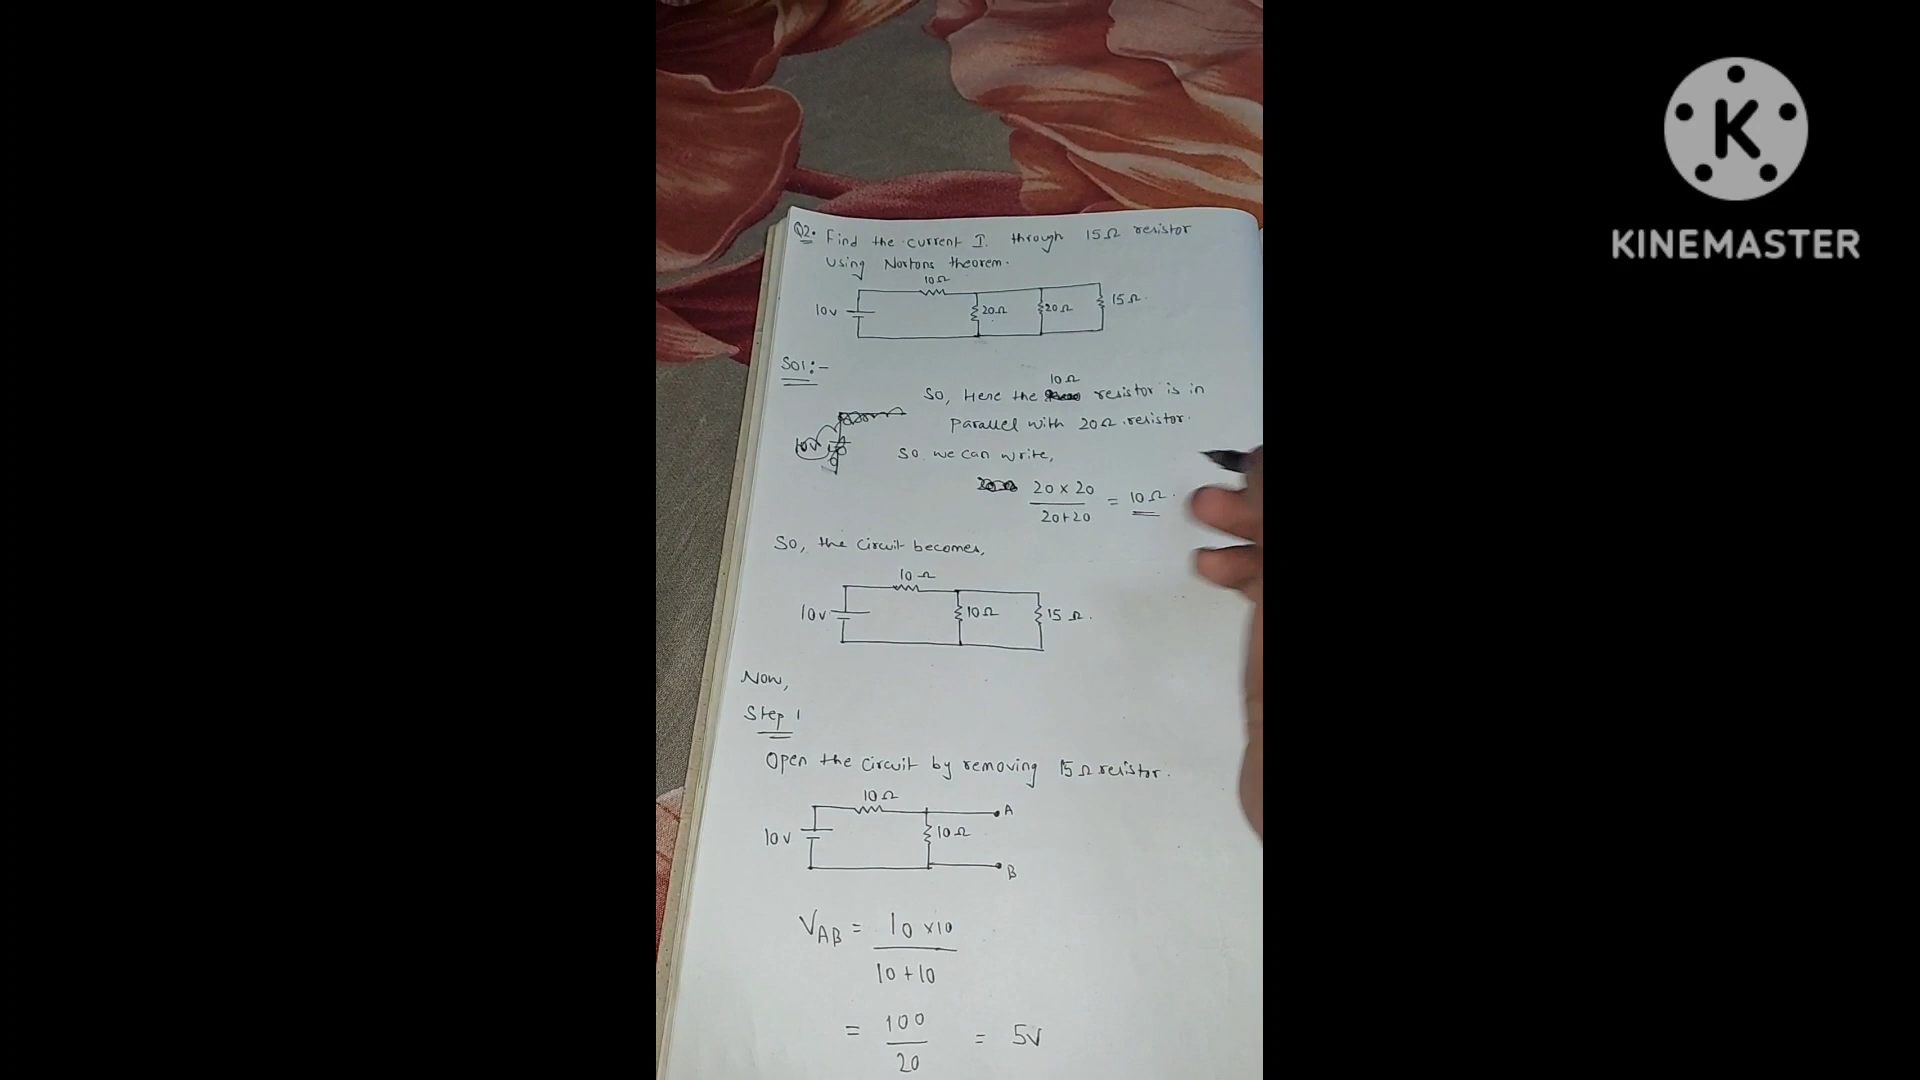 Q2. Find the current I. through 15Ω resistor
using Nortons theorem.
10Ω
10v
20Ω
20Ω
15Ω.
Sol:-
10Ω
So, Here the resistor is in
parallel with 20Ω resistor.
10v
So we can write,
20 × 20
20+20
= 10Ω.
So, the circuit becomes,
10Ω
10v
10Ω
15Ω.
Now,
Step 1
Open the circuit by removing 15Ω resistor.
10Ω
A
10v
10Ω
B
VAB = 10 ×10
10+10
= 100
20
= 5V
K
KINEMASTER